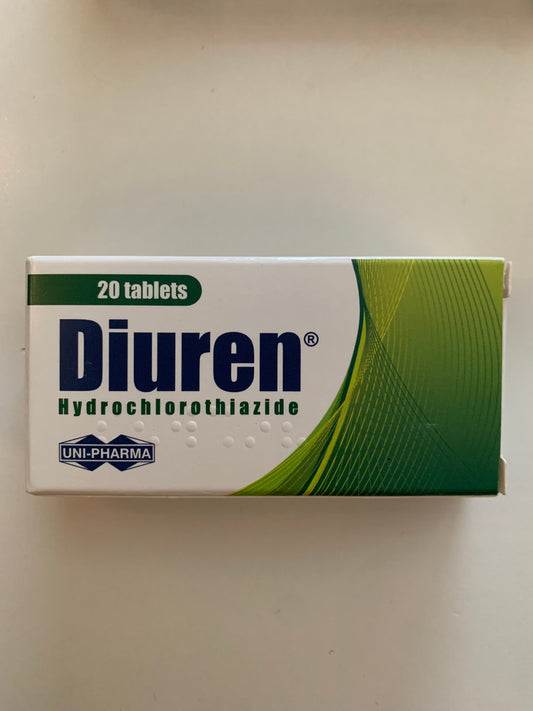 20 tablets
Diuren®
Hydrochlorothiazide
UNI-PHARMA